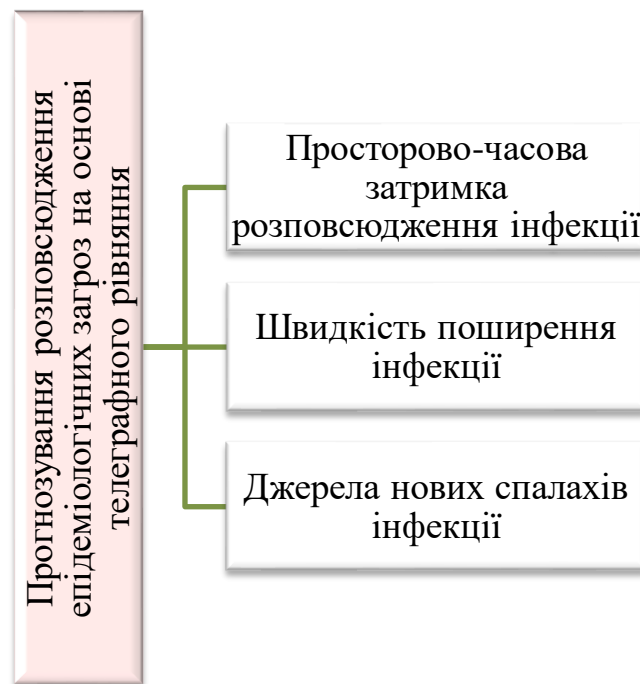 Прогнозування розповсюдження
епідеміологічних загроз на основі
телеграфного рівняння
Просторово-часова
затримка
розповсюдження інфекції
Швидкість поширення
інфекції
Джерела нових спалахів
інфекції